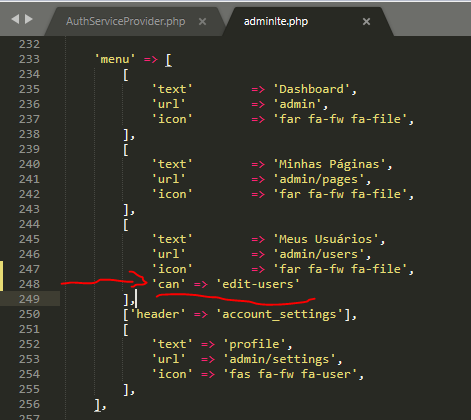 AuthServiceProvider.php × adminlte.php ×
232
233 'menu' => [
234 [
235 'text' => 'Dashboard',
236 'url' => 'admin',
237 'icon' => 'far fa-fw fa-file',
238 ],
239 [
240 'text' => 'Minhas Páginas',
241 'url' => 'admin/pages',
242 'icon' => 'far fa-fw fa-file',
243 ],
244 [
245 'text' => 'Meus Usuários',
246 'url' => 'admin/users',
247 'icon' => 'far fa-fw fa-file',
248 'can' => 'edit-users'
249 ],
250 ['header' => 'account_settings'],
251 [
252 'text' => 'profile',
253 'url' => 'admin/settings',
254 'icon' => 'fas fa-fw fa-user',
255 ],
256 ],
257